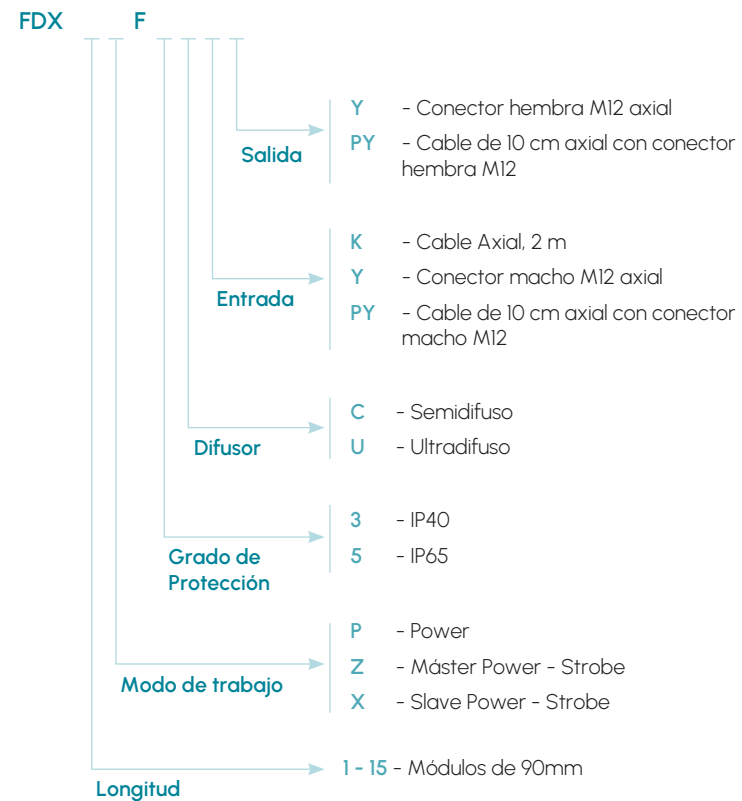 FDX F
Y - Conector hembra M12 axial
PY - Cable de 10 cm axial con conector
hembra M12
Salida
K - Cable Axial, 2 m
Y - Conector macho M12 axial
PY - Cable de 10 cm axial con conector
macho M12
Entrada
C - Semidifuso
U - Ultradifuso
Difusor
3 - IP40
5 - IP65
Grado de
Protección
P - Power
Z - Máster Power - Strobe
X - Slave Power - Strobe
Modo de trabajo
1 - 15 - Módulos de 90mm
Longitud